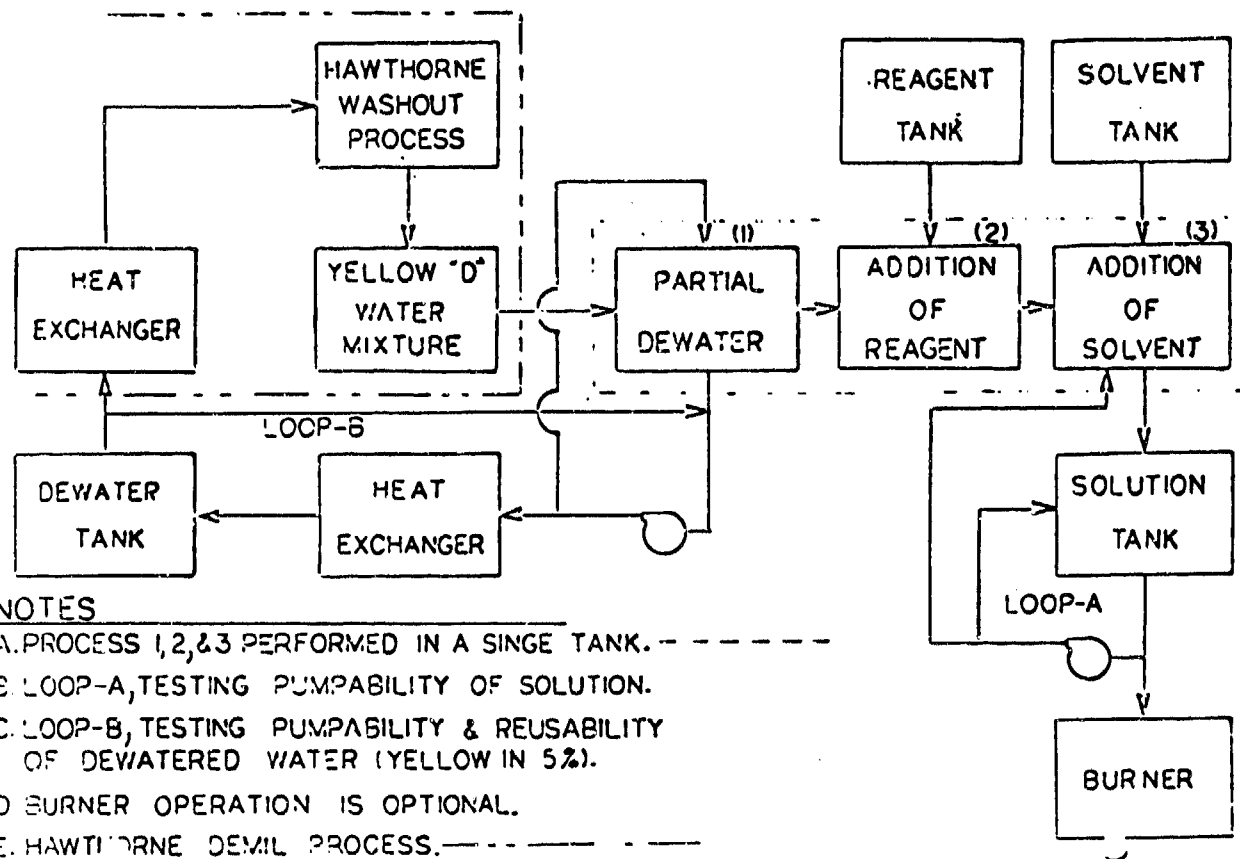 HAWTHORNE
WASHOUT
PROCESS
REAGENT
TANK
SOLVENT
TANK
HEAT
EXCHANGER
YELLOW "D"
WATER
MIXTURE
(1)
PARTIAL
DEWATER
(2)
ADDITION
OF
REAGENT
(3)
ADDITION
OF
SOLVENT
LOOP-B
DEWATER
TANK
HEAT
EXCHANGER
SOLUTION
TANK
LOOP-A
BURNER
NOTES
A. PROCESS 1,2,&3 PERFORMED IN A SINGE TANK.
B. LOOP-A, TESTING PUMPABILITY OF SOLUTION.
C. LOOP-B, TESTING PUMPABILITY & REUSABILITY
OF DEWATERED WATER (YELLOW IN 5%).
D BURNER OPERATION IS OPTIONAL.
E. HAWTHORNE DEMIL PROCESS.